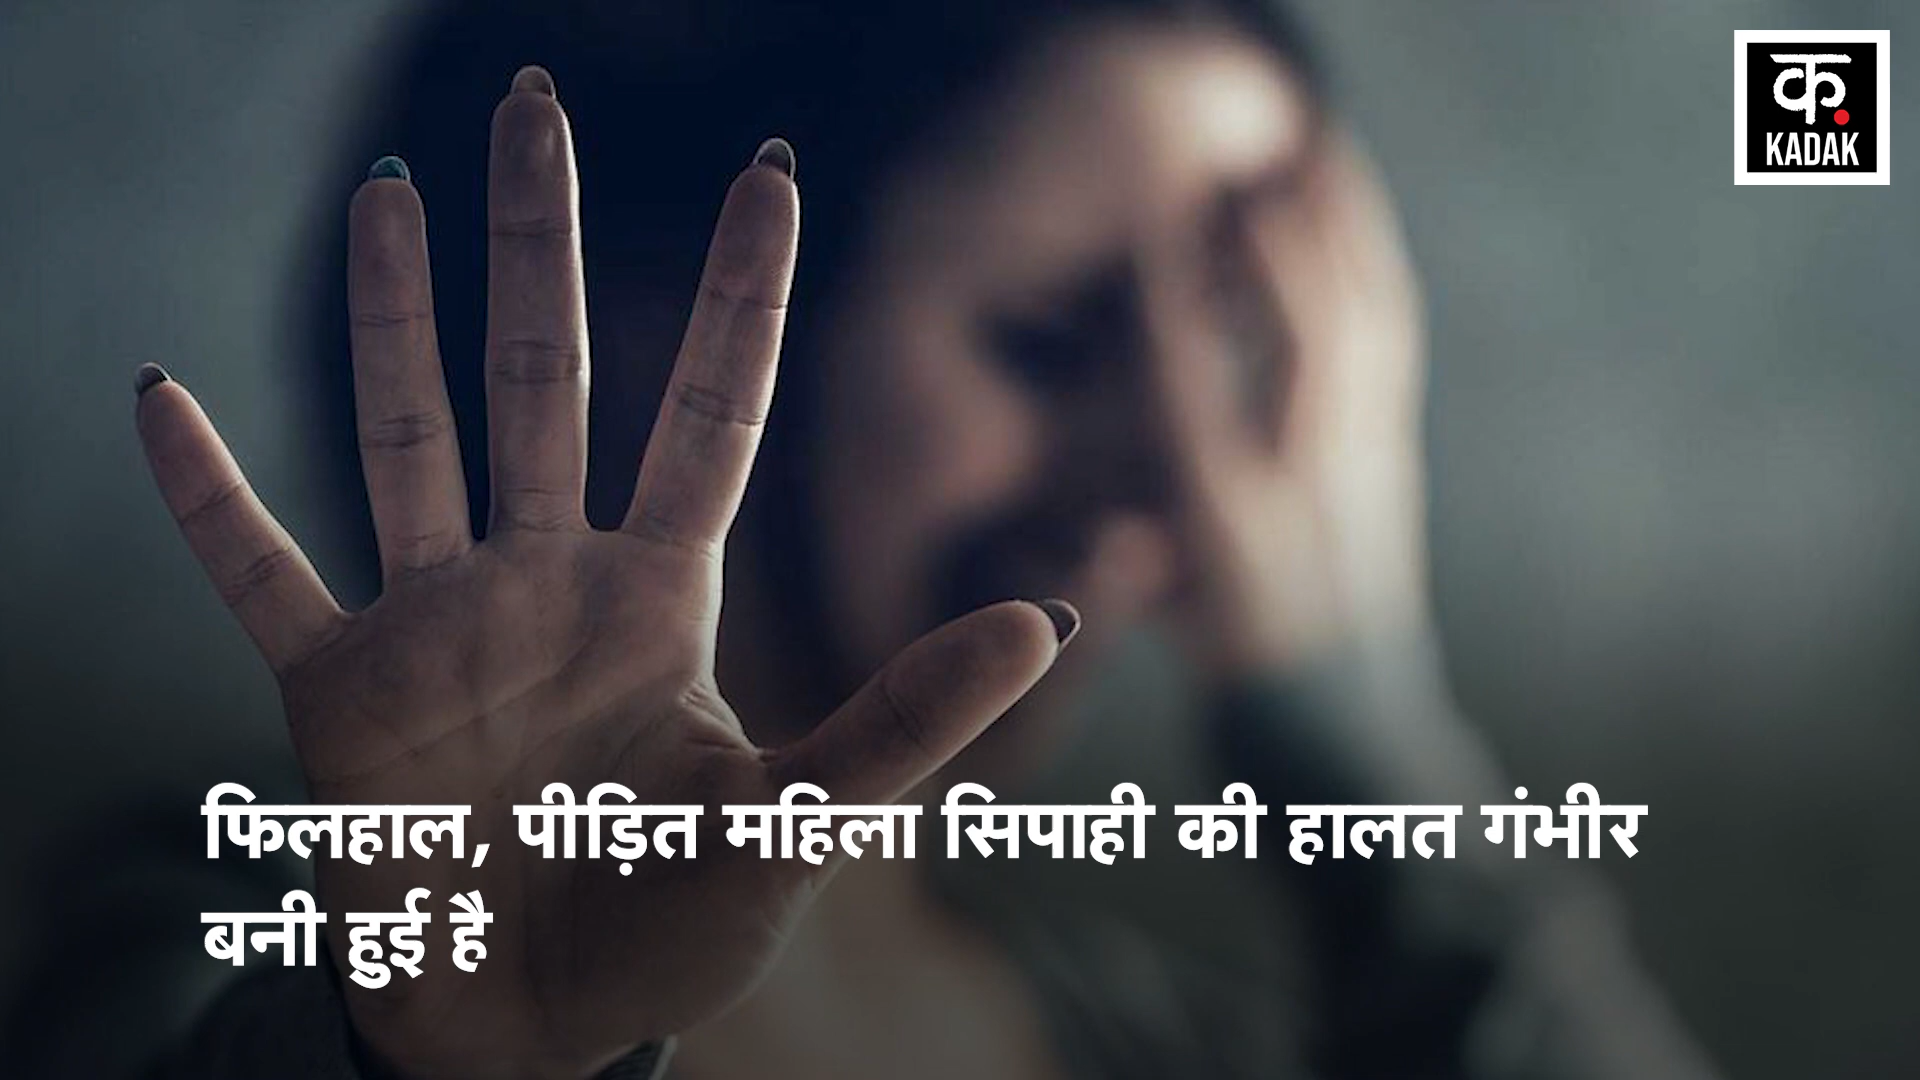 क
KADAK
फिलहाल, पीड़ित महिला सिपाही की हालत गंभीर
बनी हुई है